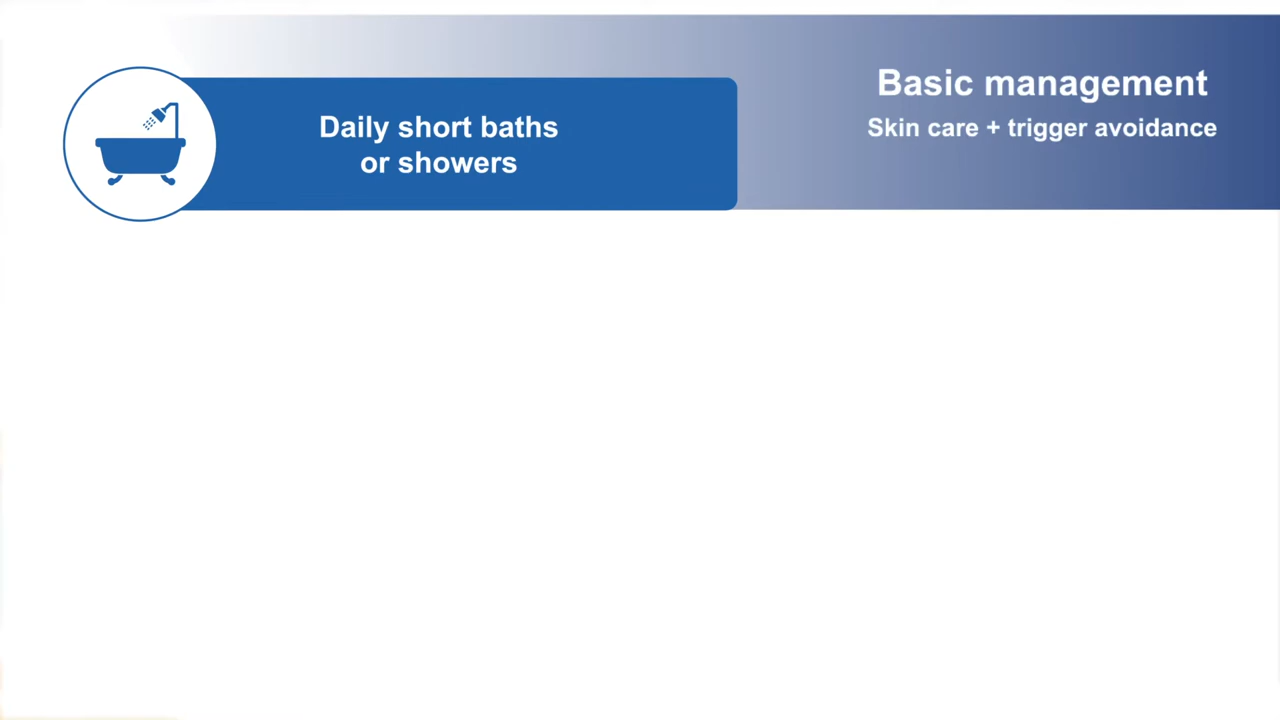 Basic management
Skin care + trigger avoidance
Daily short baths
or showers